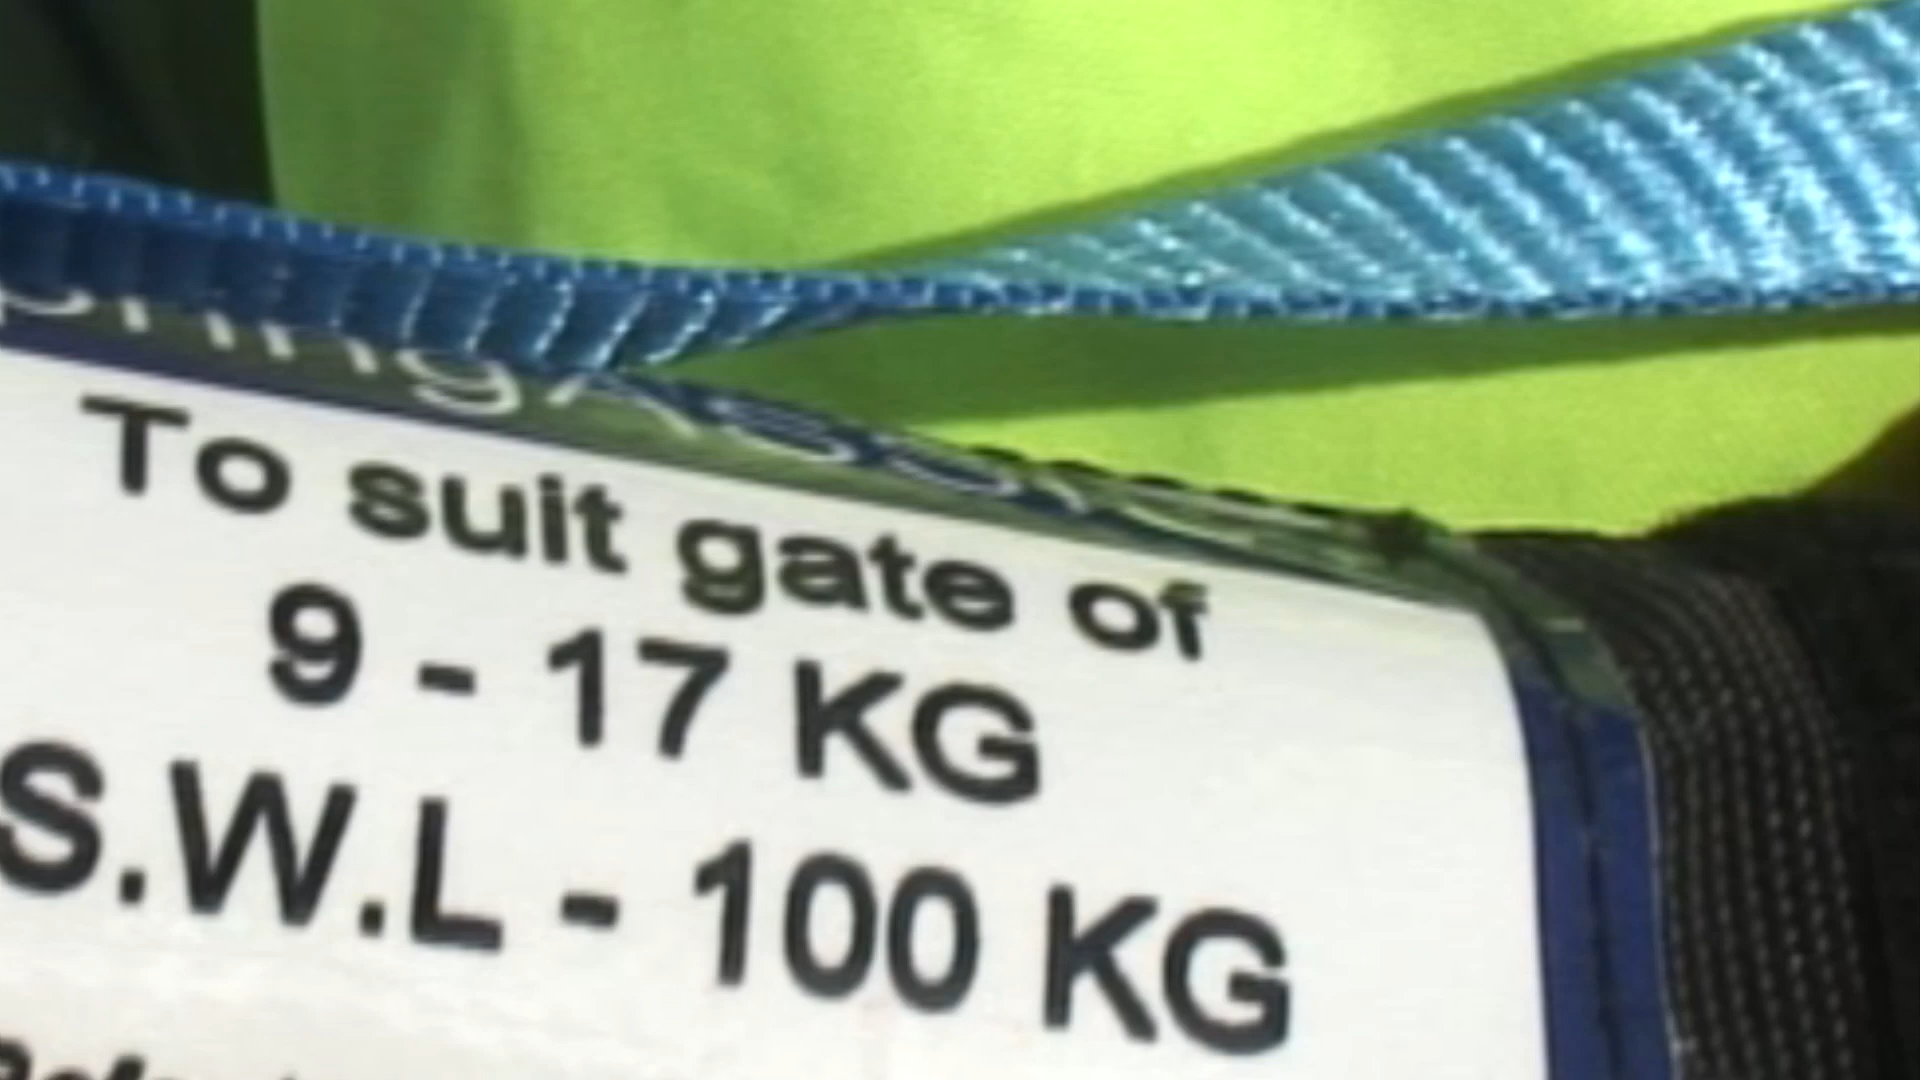 To suit gate of
9 - 17 KG
S.W.L - 100 KG